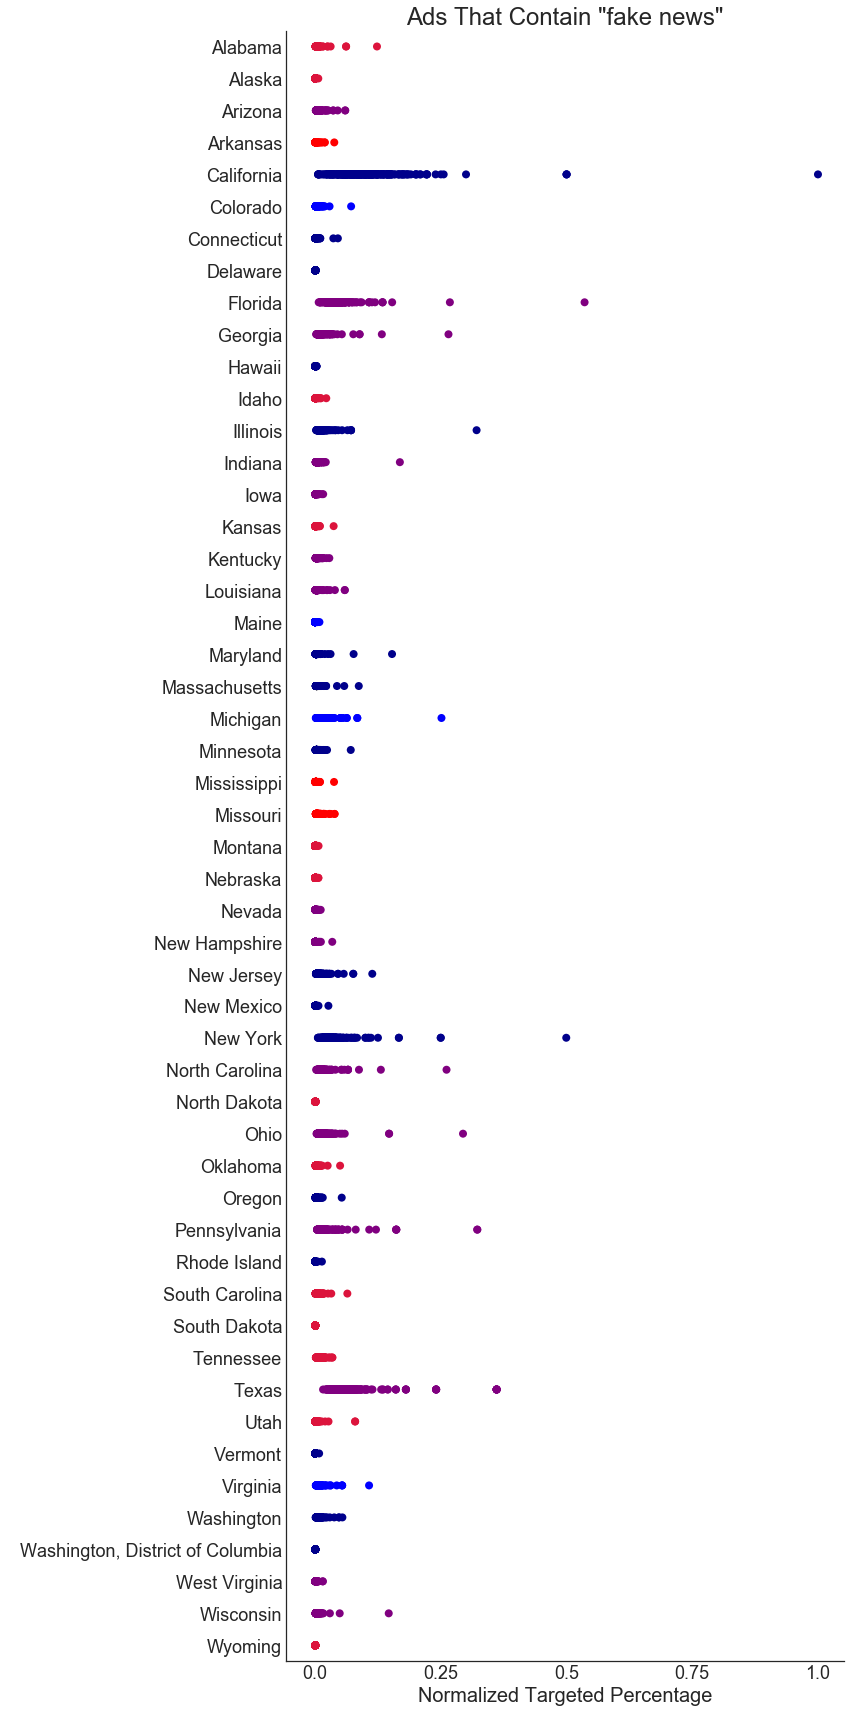 Ads That Contain "fake news"
Alabama
Alaska
Arizona
Arkansas
California
Colorado
Connecticut
Delaware
Florida
Georgia
Hawaii
Idaho
Illinois
Indiana
Iowa
Kansas
Kentucky
Louisiana
Maine
Maryland
Massachusetts
Michigan
Minnesota
Mississippi
Missouri
Montana
Nebraska
Nevada
New Hampshire
New Jersey
New Mexico
New York
North Carolina
North Dakota
Ohio
Oklahoma
Oregon
Pennsylvania
Rhode Island
South Carolina
South Dakota
Tennessee
Texas
Utah
Vermont
Virginia
Washington
Washington, District of Columbia
West Virginia
Wisconsin
Wyoming
0.0 0.25 0.5 0.75 1.0
Normalized Targeted Percentage